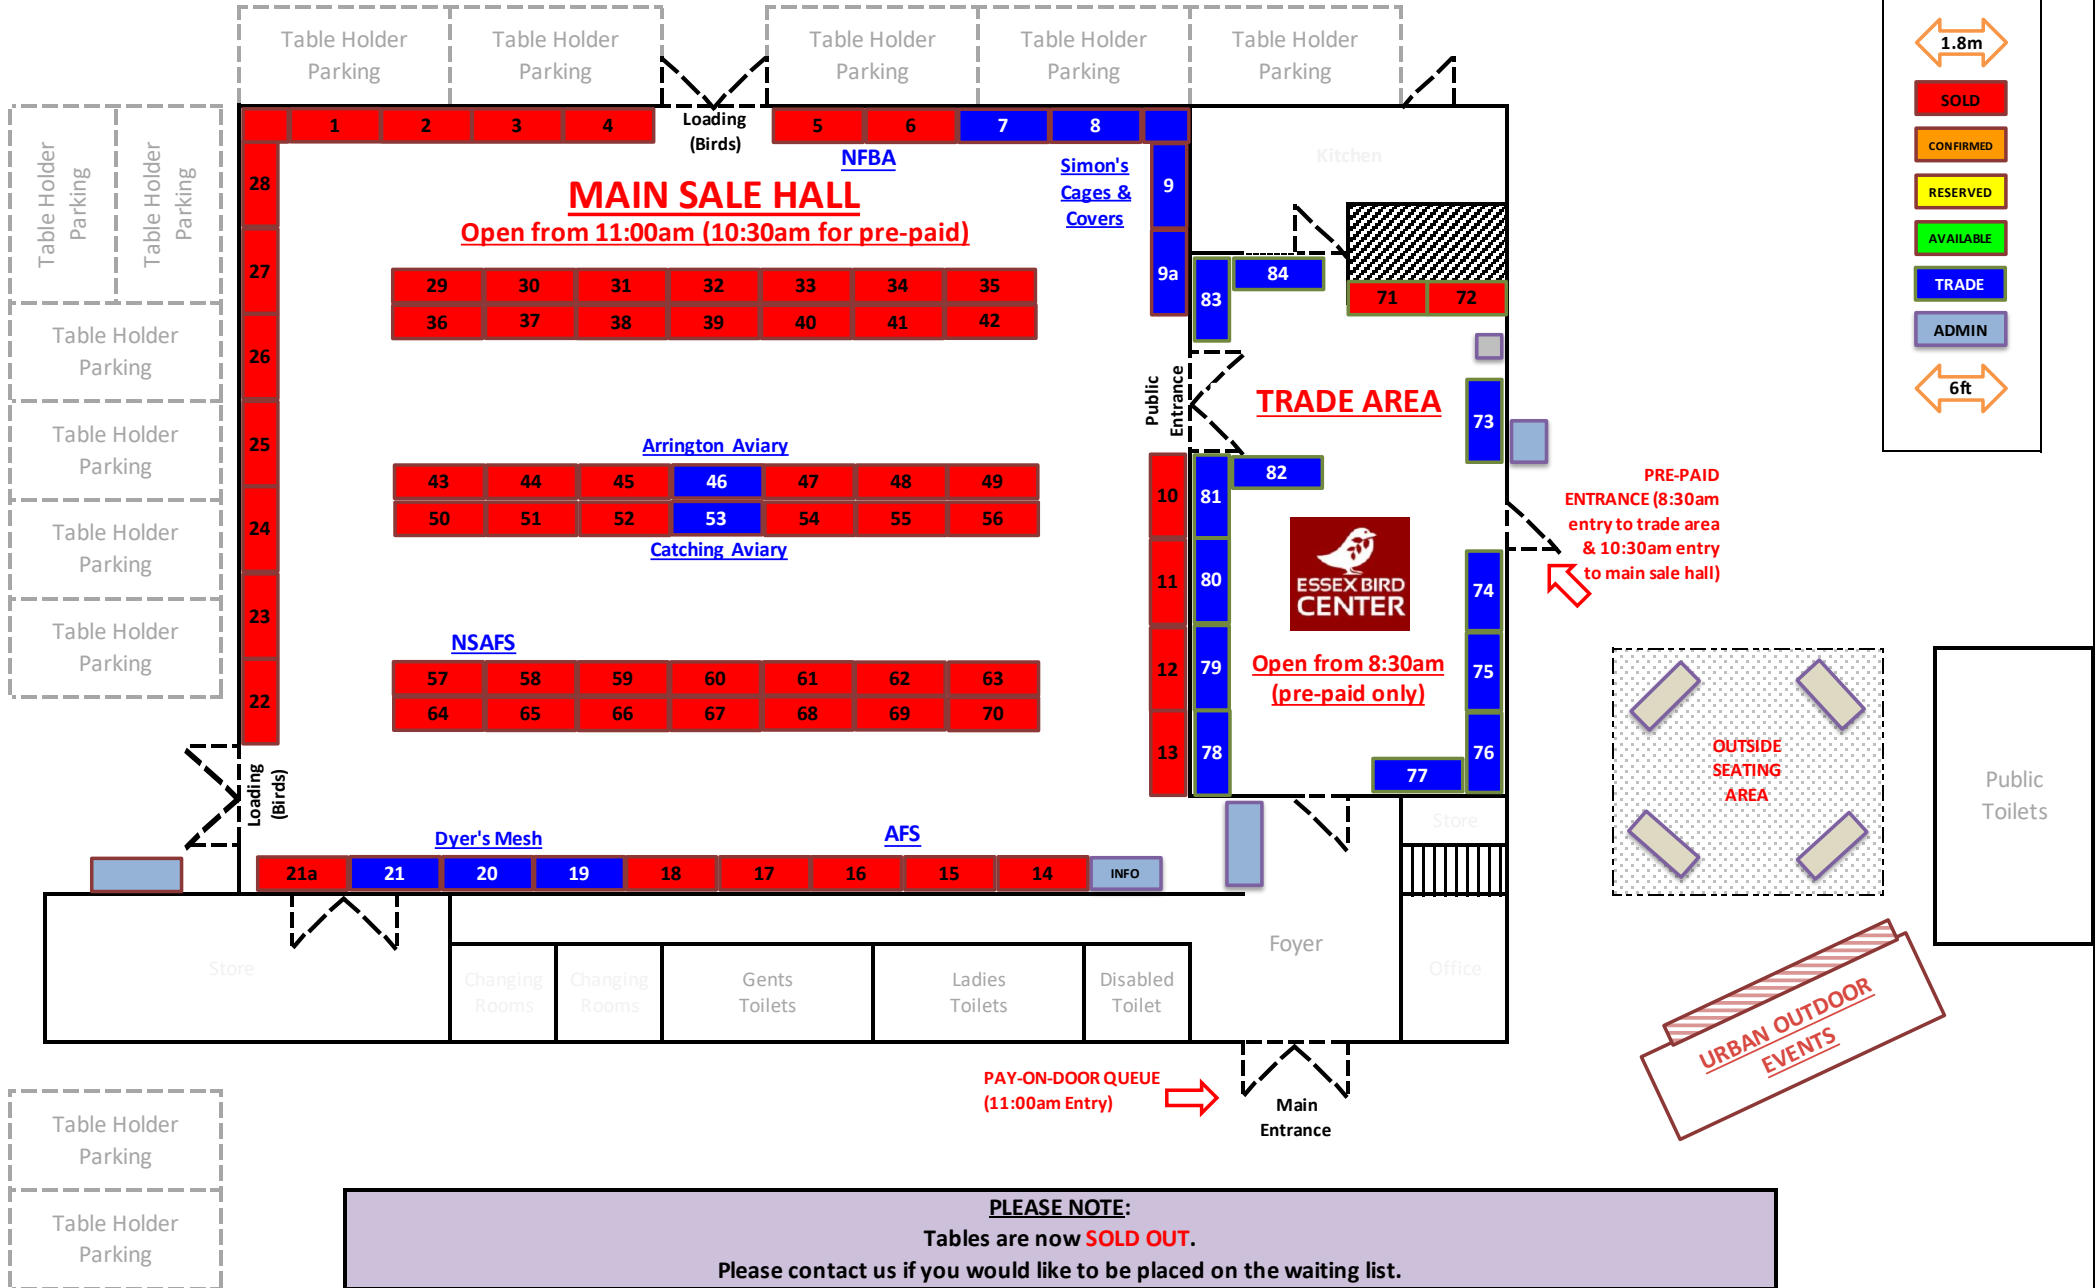 Table Holder
Parking
Table Holder
Parking
Table Holder
Parking
Table Holder
Parking
Table Holder
Parking
1.8m
SOLD
CONFIRMED
RESERVED
AVAILABLE
TRADE
ADMIN
6ft
1
2
3
4
Loading
(Birds)
5
6
7
8
NFBA
Simon's
Cages &
Covers
9
9a
Kitchen
Table Holder
Parking
Table Holder
Parking
Table Holder
Parking
Table Holder
Parking
Table Holder
Parking
Table Holder
Parking
28
27
26
25
24
23
22
MAIN SALE HALL
Open from 11:00am (10:30am for pre-paid)
29
30
31
32
33
34
35
36
37
38
39
40
41
42
83
84
71
72
Public
Entrance
TRADE AREA
73
Arrington Aviary
43
44
45
46
47
48
49
50
51
52
53
54
55
56
Catching Aviary
10
11
12
13
81
82
80
79
78
ESSEX BIRD
CENTER
Open from 8:30am
(pre-paid only)
74
75
76
77
PRE-PAID
ENTRANCE (8:30am
entry to trade area
& 10:30am entry
to main sale hall)
NSAFS
57
58
59
60
61
62
63
64
65
66
67
68
69
70
OUTSIDE
SEATING
AREA
Public
Toilets
Loading
(Birds)
Dyer's Mesh
AFS
21a
21
20
19
18
17
16
15
14
INFO
Store
Store
Changing
Rooms
Changing
Rooms
Gents
Toilets
Ladies
Toilets
Disabled
Toilet
Foyer
Office
URBAN OUTDOOR
EVENTS
PAY-ON-DOOR QUEUE
(11:00am Entry)
Main
Entrance
Table Holder
Parking
Table Holder
Parking
PLEASE NOTE:
Tables are now SOLD OUT.
Please contact us if you would like to be placed on the waiting list.